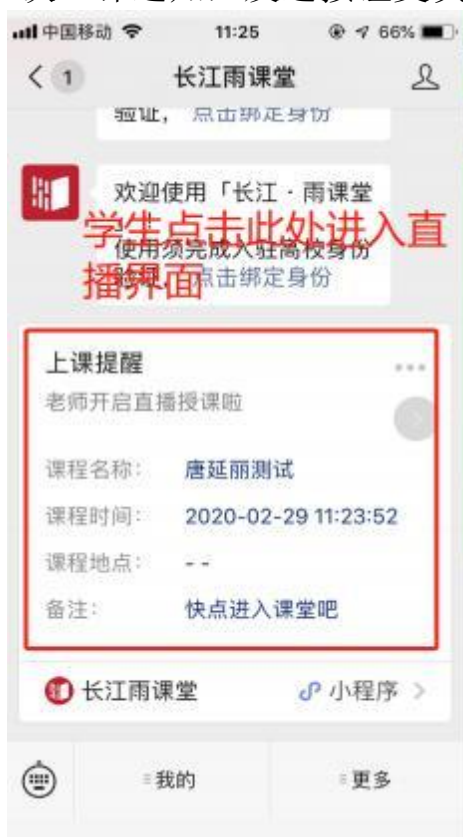 中国移动 11:25 66%
1 长江雨课堂
验证， 点击绑定身份
欢迎使用「长江 · 雨课堂
学生点击此处进入直
使用须完成入驻高校身份
播界面
点击绑定身份
上课提醒
老师开启直播授课啦
课程名称： 唐延丽测试
课程时间： 2020-02-29 11:23:52
课程地点： - -
备注： 快点进入课堂吧
长江雨课堂 小程序
我的 更多